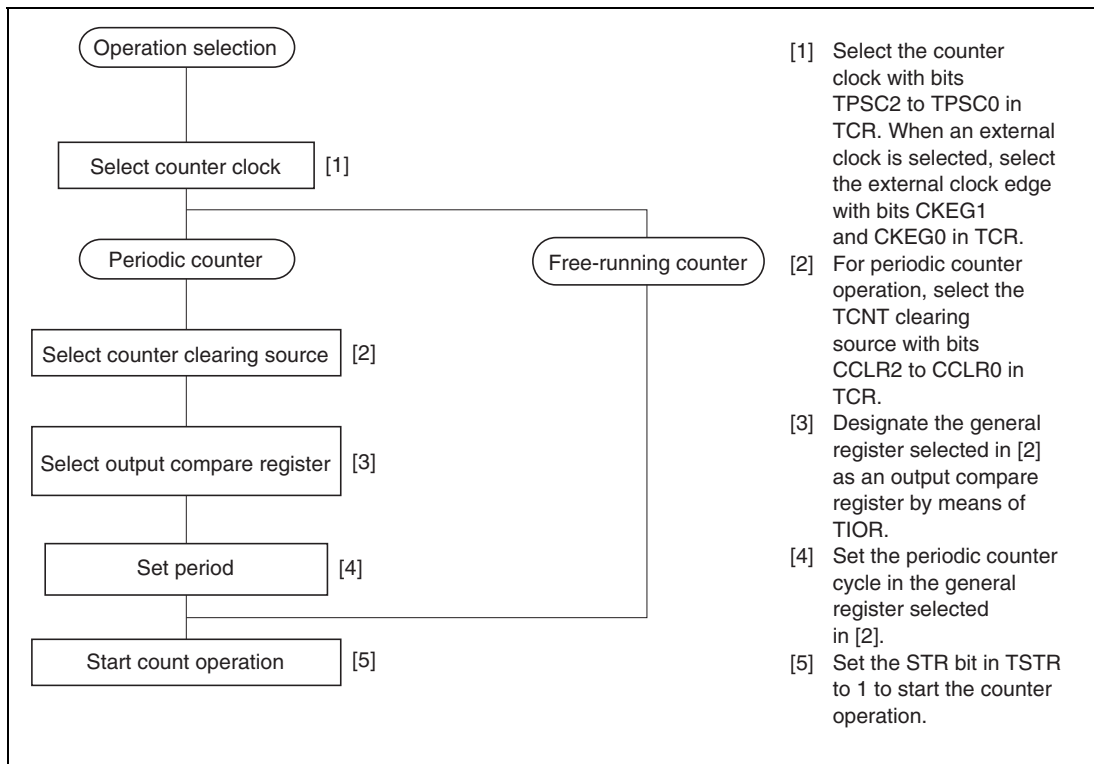 Operation selection
Select counter clock
[1]
Periodic counter
Free-running counter
Select counter clearing source
[2]
Select output compare register
[3]
Set period
[4]
Start count operation
[5]
[1] Select the counter
clock with bits
TPSC2 to TPSC0 in
TCR. When an external
clock is selected, select
the external clock edge
with bits CKEG1
and CKEG0 in TCR.
[2] For periodic counter
operation, select the
TCNT clearing
source with bits
CCLR2 to CCLR0 in
TCR.
[3] Designate the general
register selected in [2]
as an output compare
register by means of
TIOR.
[4] Set the periodic counter
cycle in the general
register selected
in [2].
[5] Set the STR bit in TSTR
to 1 to start the counter
operation.